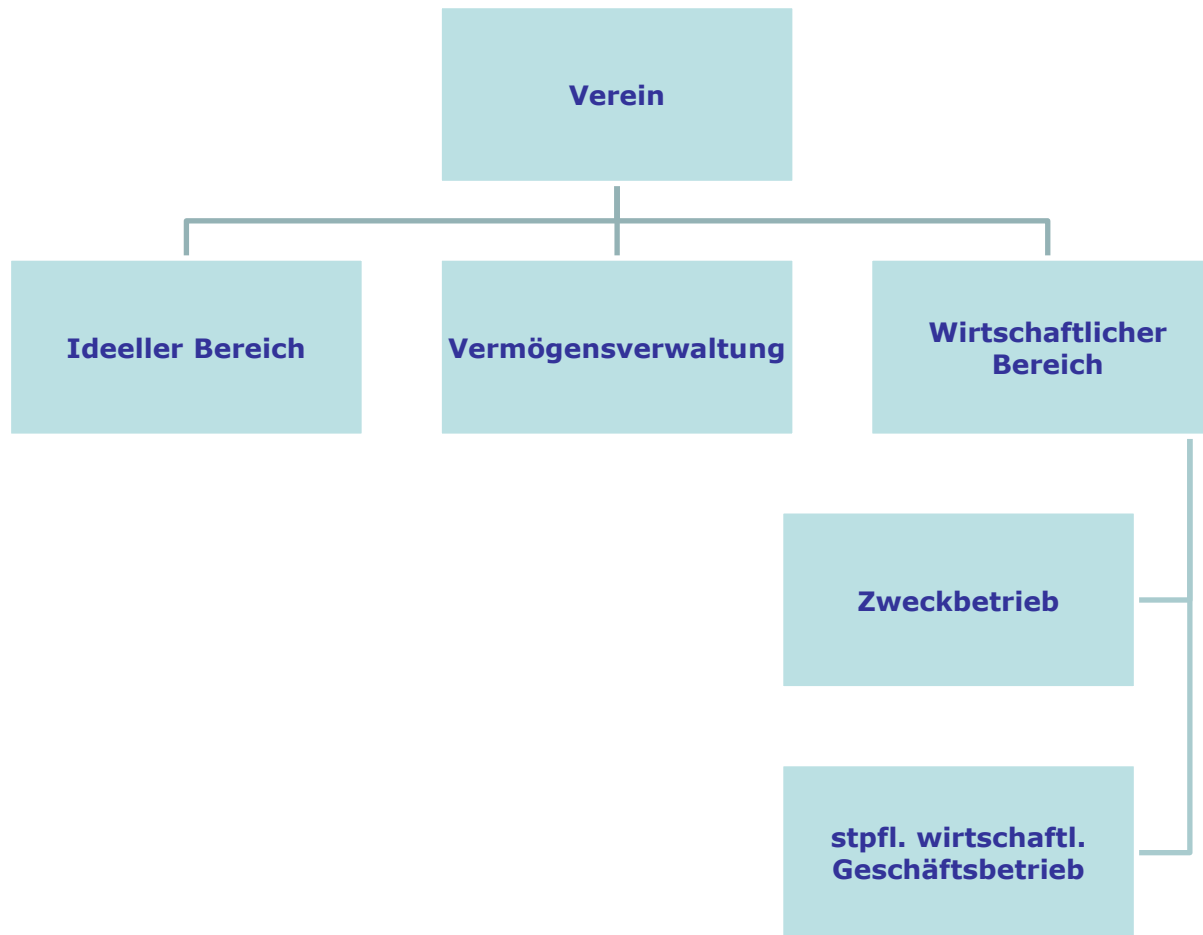 Verein
Ideeller Bereich
Vermögensverwaltung
Wirtschaftlicher
Bereich
Zweckbetrieb
stpfl. wirtschaftl.
Geschäftsbetrieb